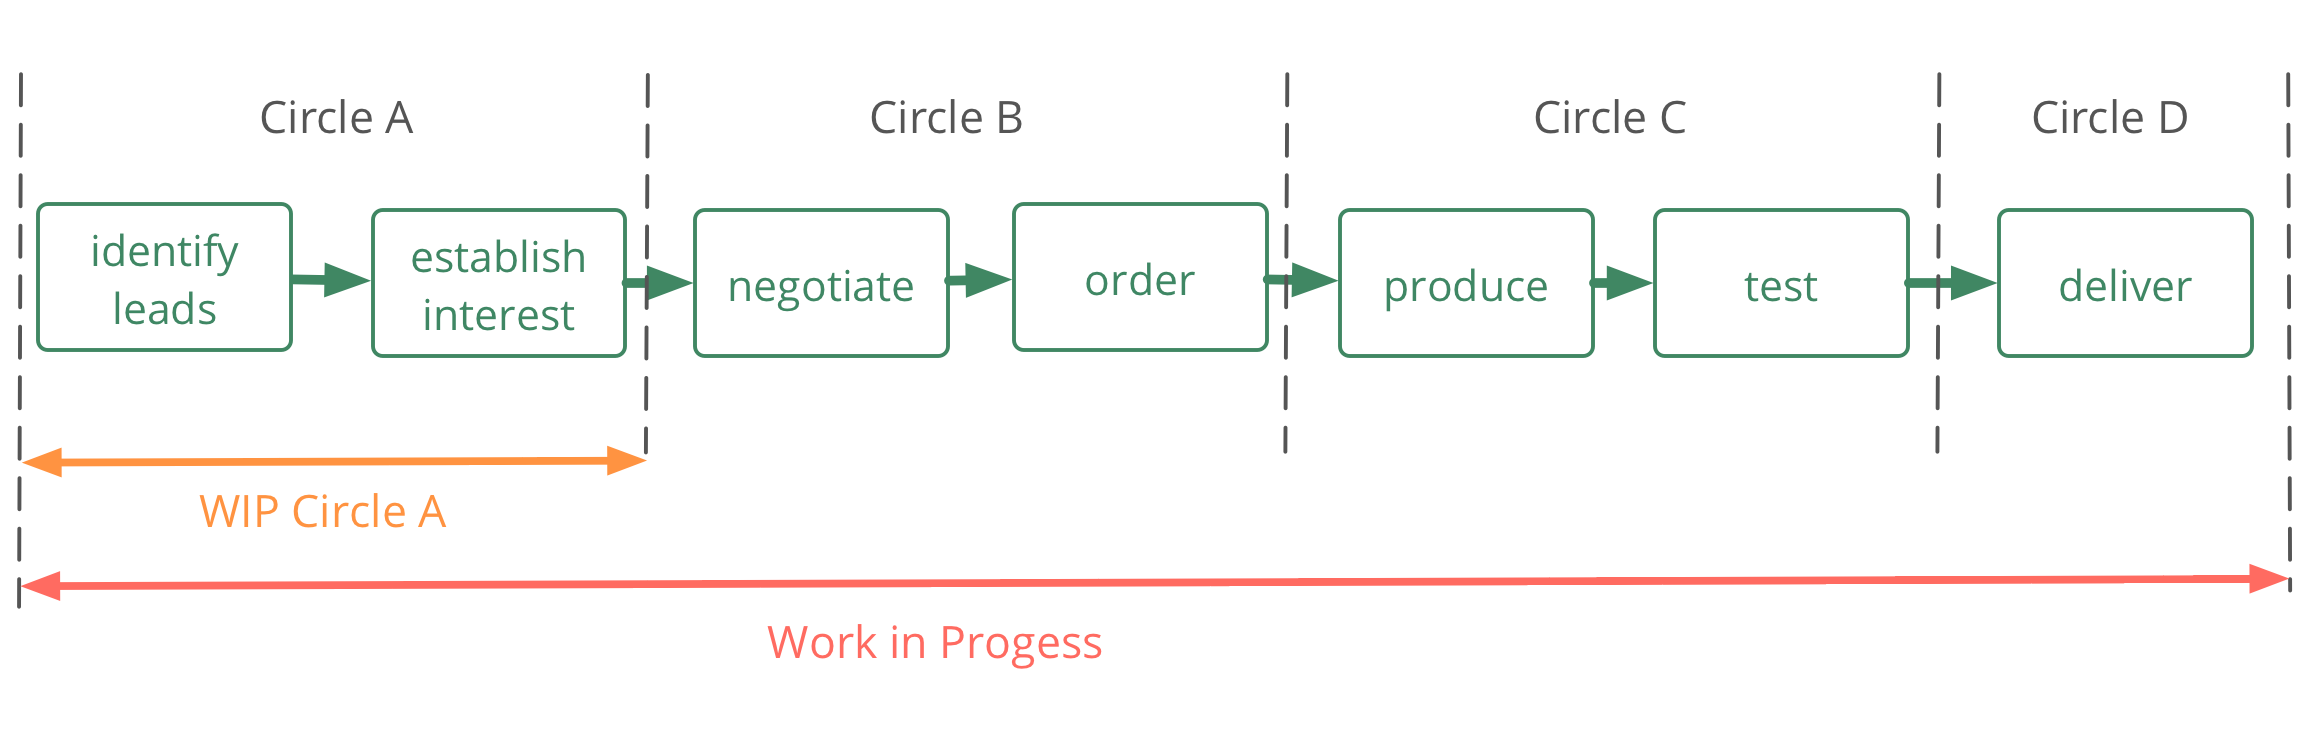 Circle A
Circle B
Circle C
Circle D
identify
leads
establish
interest
negotiate
order
produce
test
deliver
WIP Circle A
Work in Progess